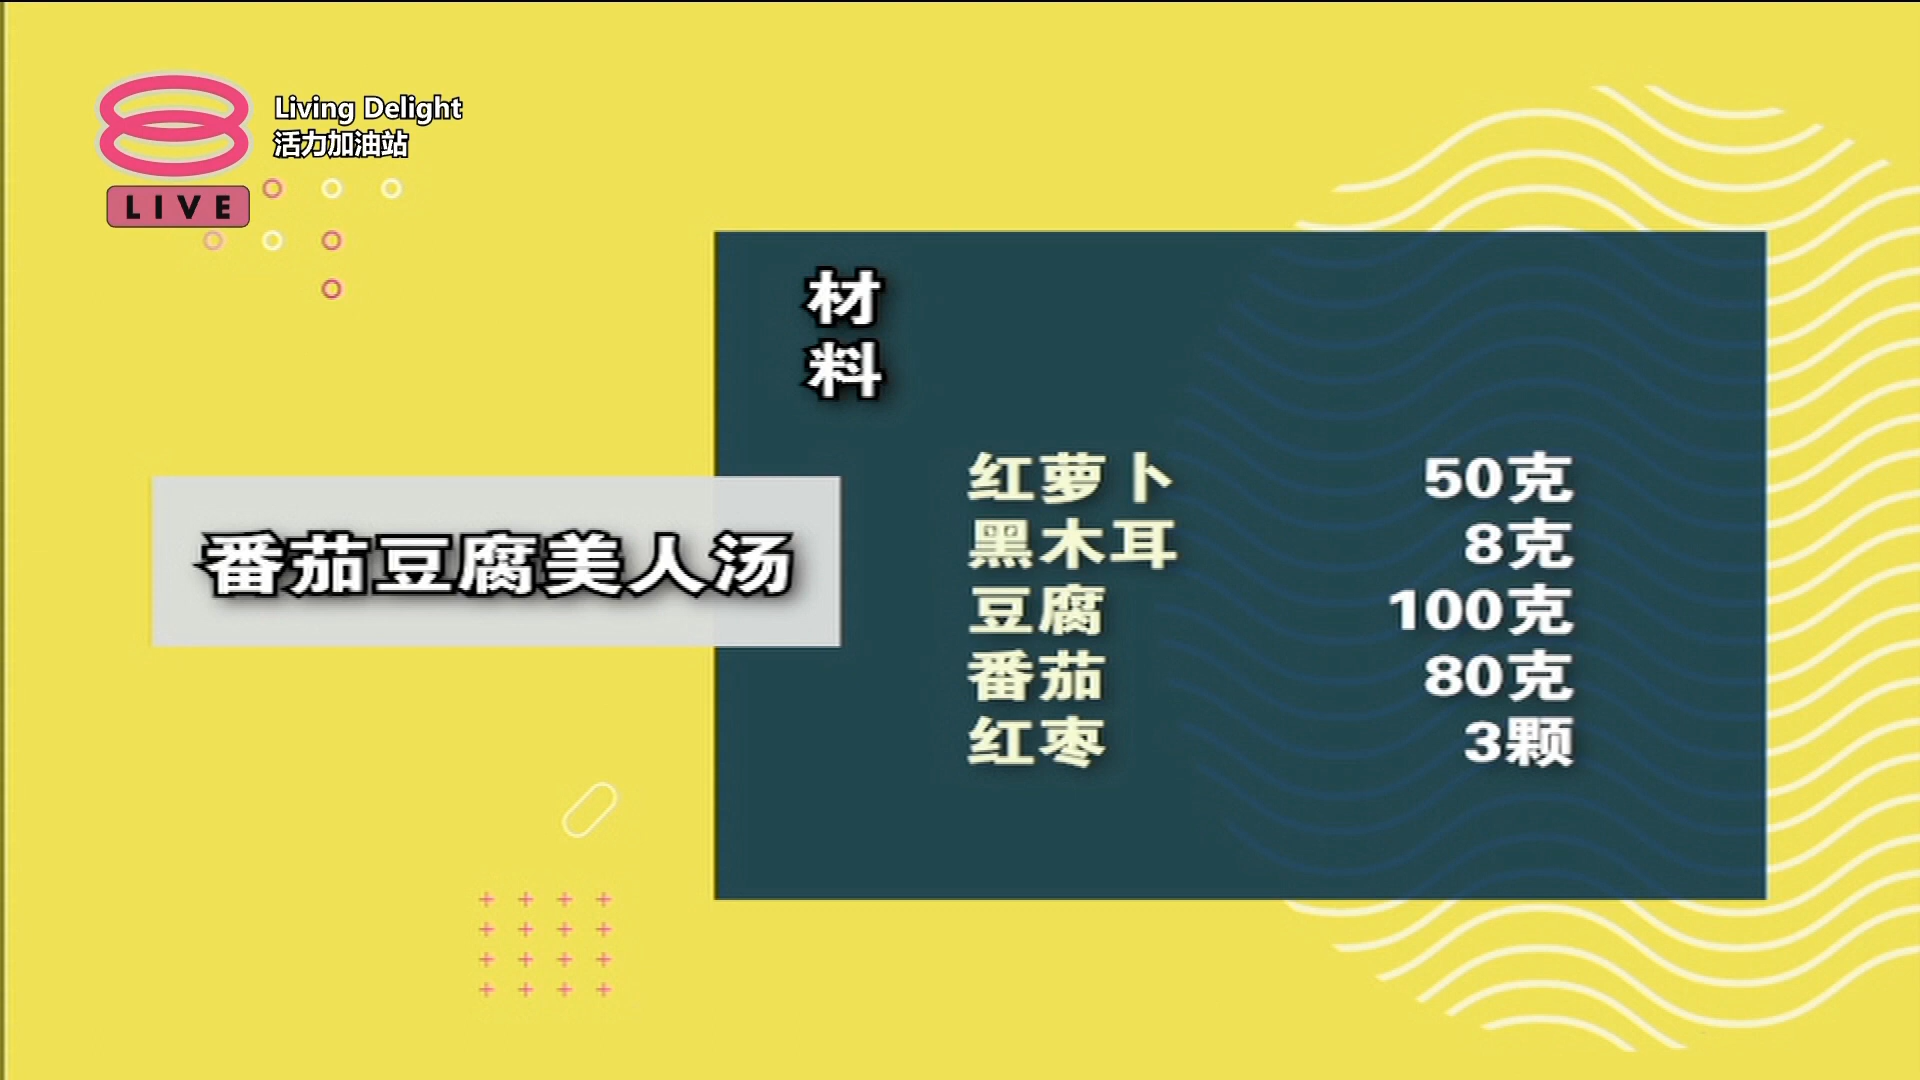 Living Delight
活力加油站
LIVE
材
料
番茄豆腐美人汤
红萝卜 50克
黑木耳 8克
豆腐 100克
番茄 80克
红枣 3颗